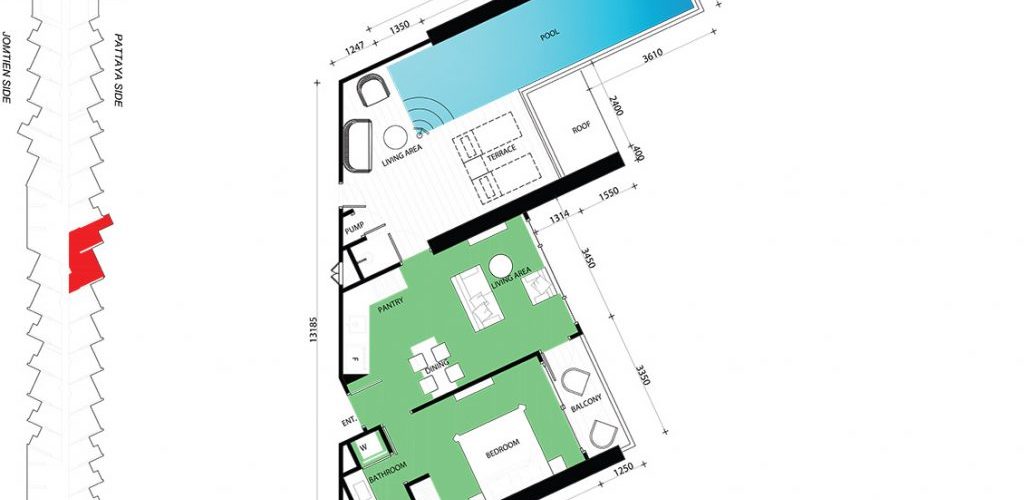 JOMTIEN SIDE
PATTAYA SIDE
1247
1350
POOL
3610
2400
ROOF
400
LIVING AREA
TERRACE
1550
1314
PUMP
3450
LIVING AREA
PANTRY
13185
F
DINING
3350
BALCONY
ENT.
W
BEDROOM
BATHROOM
1250